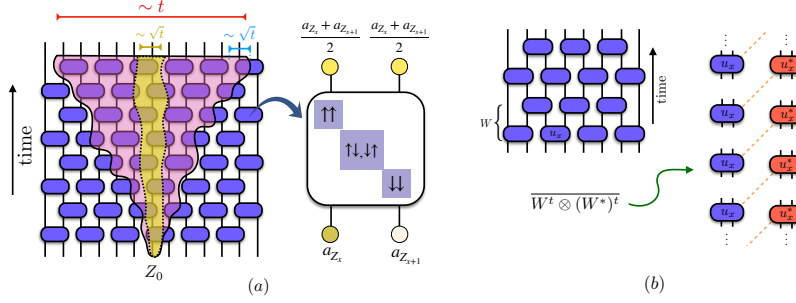 ∼ t
∼ √t
∼ √t
time
Z₀
(a)
(a_{Z_x} + a_{Z_{x+1}})/2
(a_{Z_x} + a_{Z_{x+1}})/2
↑↑
↑↓,↓↑
↓↓
a_{Z_x}
a_{Z_{x+1}}
W
u_x
time
\overline{W^t ⊗ (W^*)^t}
⋮ ⋮
u_x u_x^*
u_x u_x^*
u_x u_x^*
u_x u_x^*
⋮ ⋮
(b)